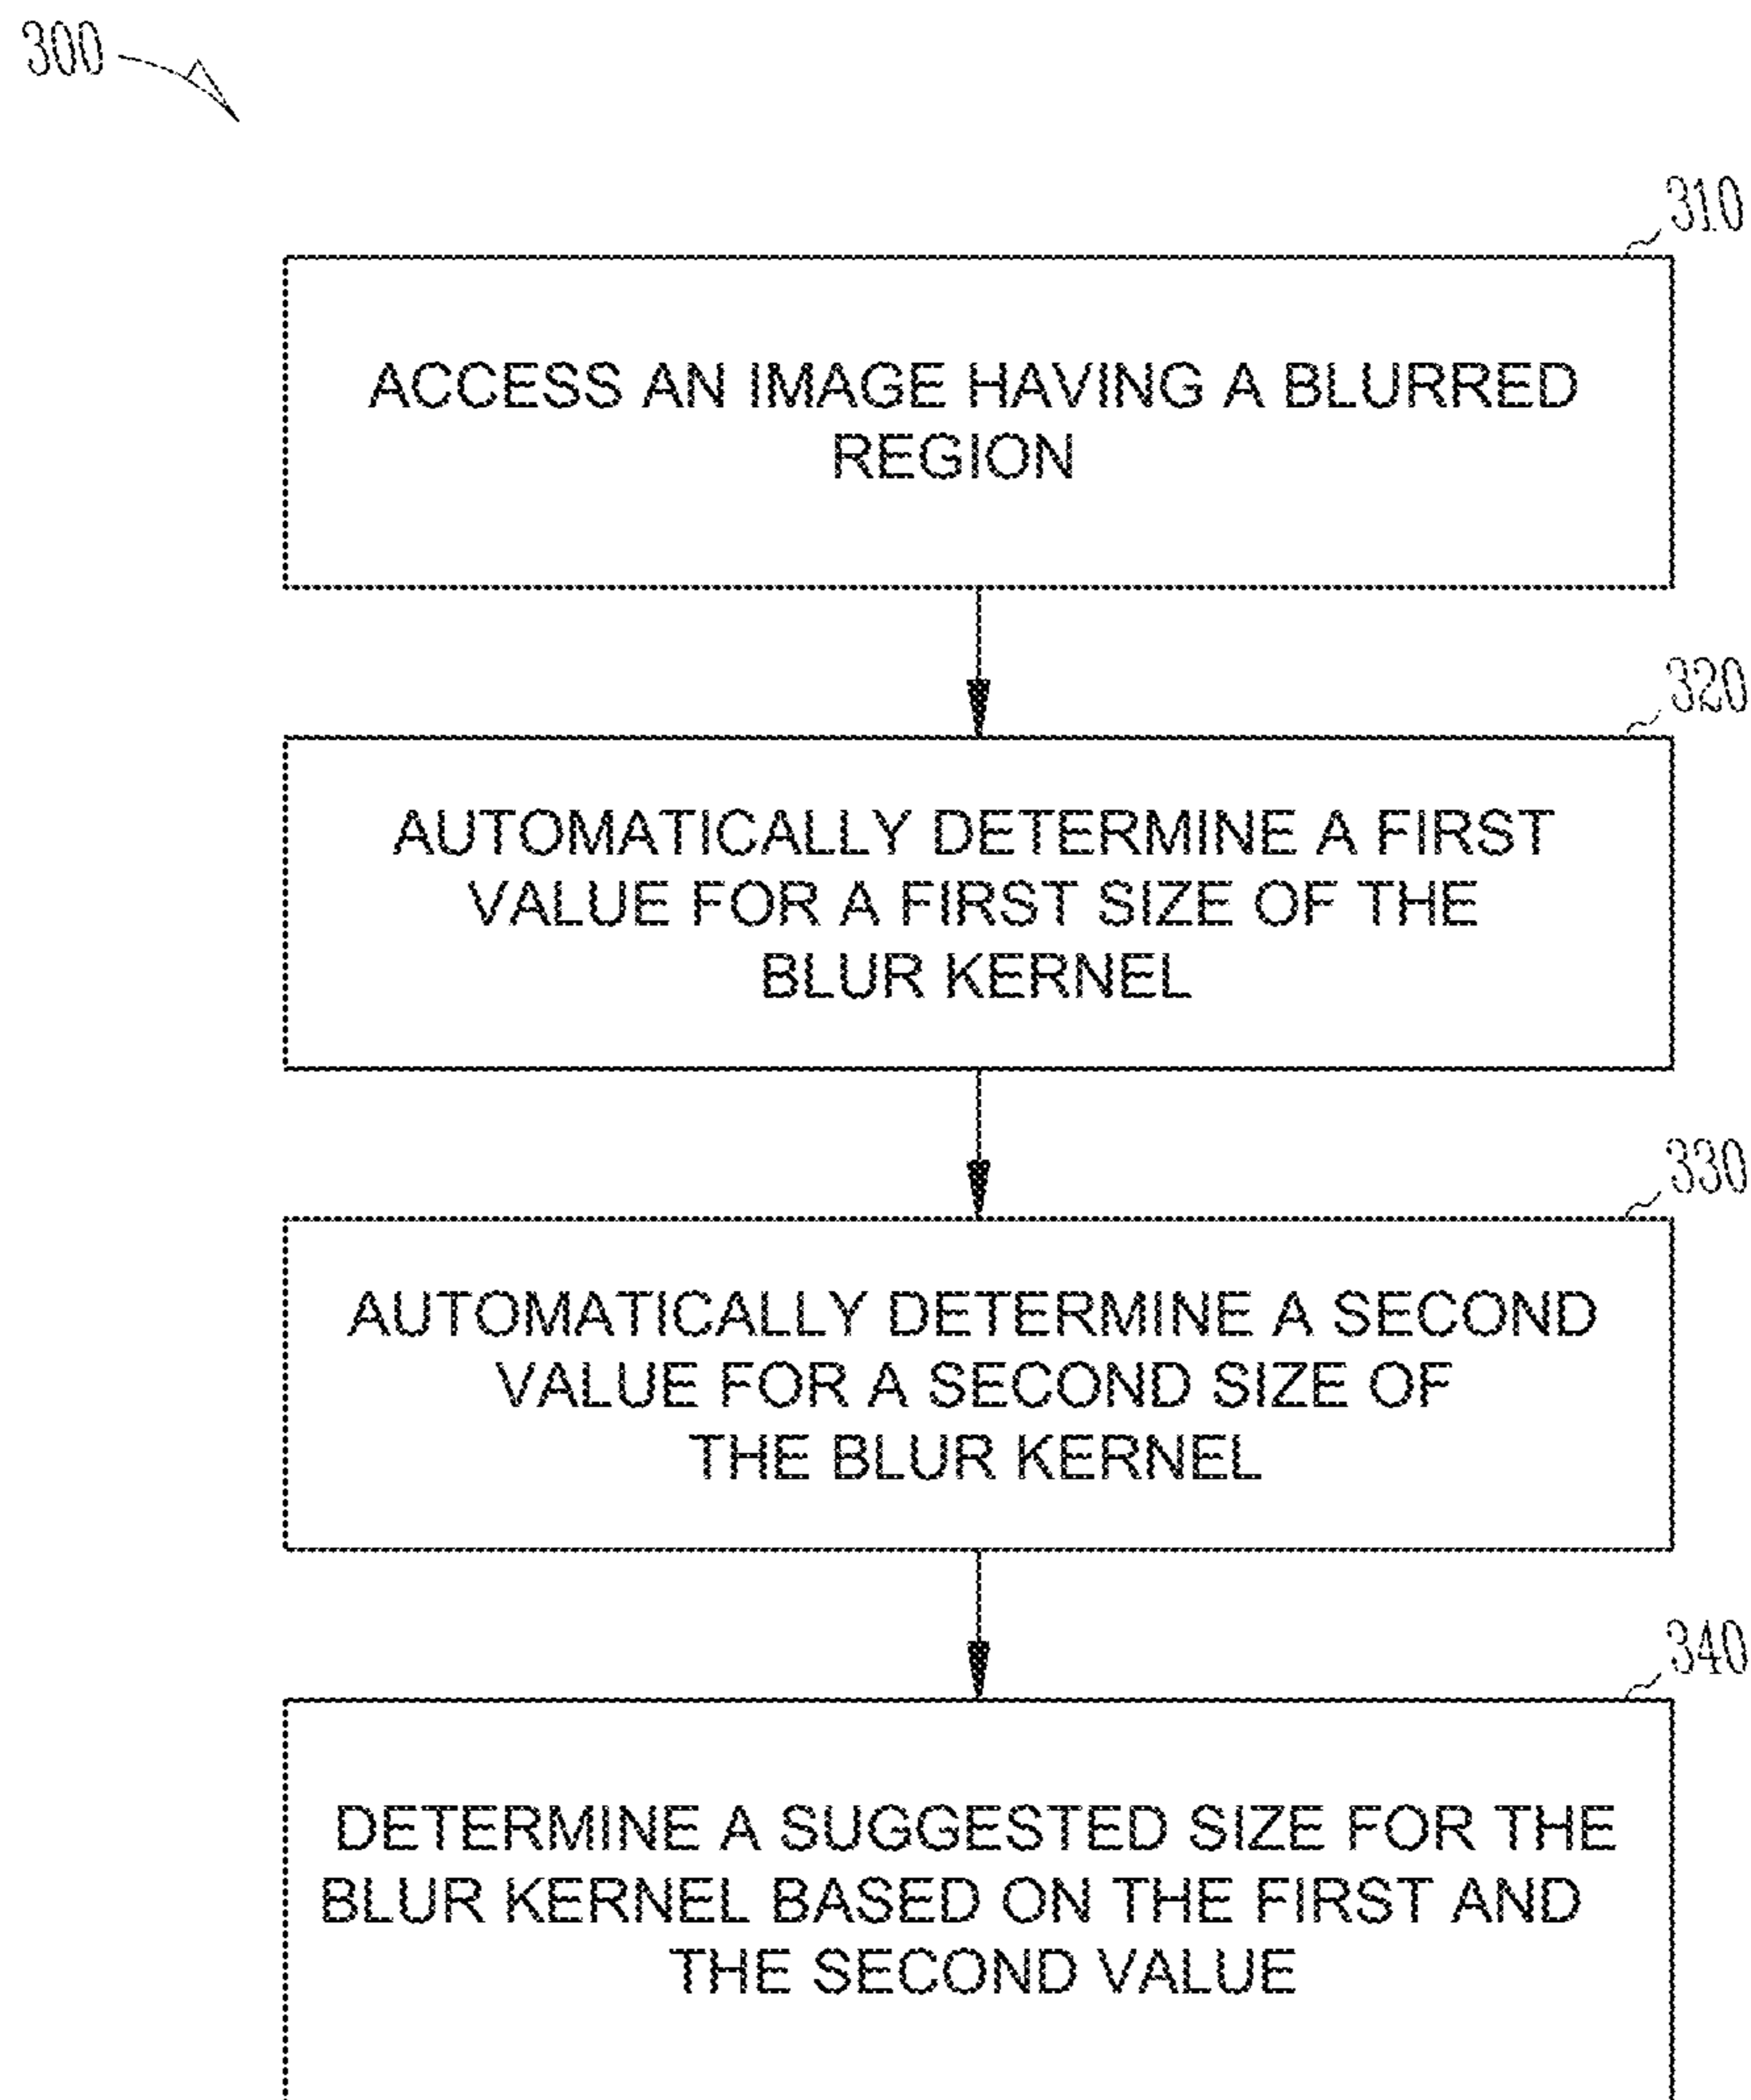 300
310
ACCESS AN IMAGE HAVING A BLURRED
REGION
320
AUTOMATICALLY DETERMINE A FIRST
VALUE FOR A FIRST SIZE OF THE
BLUR KERNEL
330
AUTOMATICALLY DETERMINE A SECOND
VALUE FOR A SECOND SIZE OF
THE BLUR KERNEL
340
DETERMINE A SUGGESTED SIZE FOR THE
BLUR KERNEL BASED ON THE FIRST AND
THE SECOND VALUE